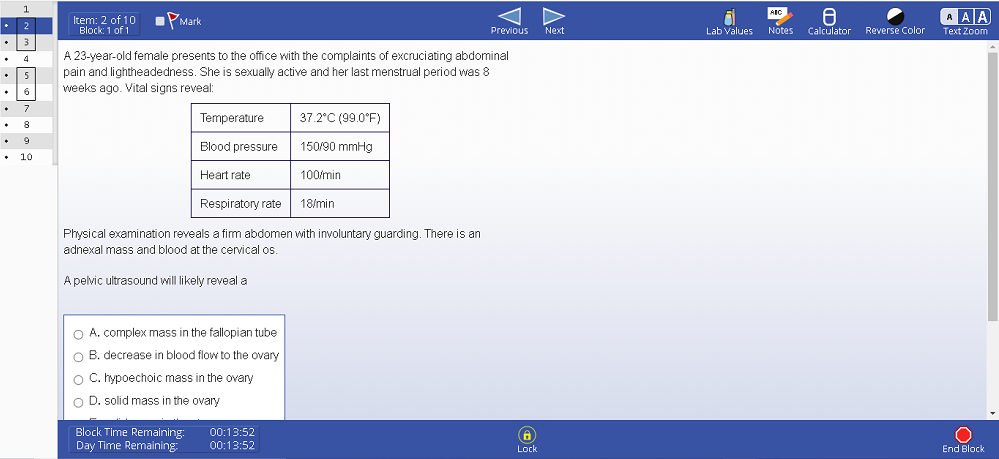 1
2
3
4
5
6
7
8
9
10
Item: 2 of 10
Block: 1 of 1
Mark
Previous
Next
Lab Values
ABC
Notes
Calculator
Reverse Color
A A A
Text Zoom
A 23-year-old female presents to the office with the complaints of excruciating abdominal
pain and lightheadedness. She is sexually active and her last menstrual period was 8
weeks ago. Vital signs reveal:
Temperature 37.2°C (99.0°F)
Blood pressure 150/90 mmHg
Heart rate 100/min
Respiratory rate 18/min
Physical examination reveals a firm abdomen with involuntary guarding. There is an
adnexal mass and blood at the cervical os.
A pelvic ultrasound will likely reveal a
A. complex mass in the fallopian tube
B. decrease in blood flow to the ovary
C. hypoechoic mass in the ovary
D. solid mass in the ovary
Block Time Remaining: 00:13:52
Day Time Remaining: 00:13:52
Lock
End Block